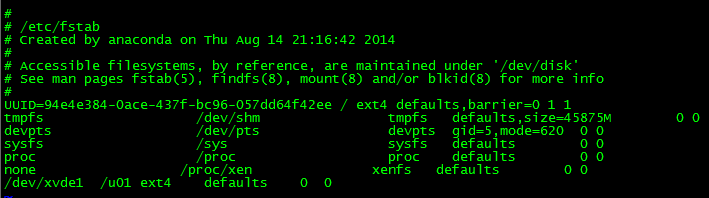 #
# /etc/fstab
# Created by anaconda on Thu Aug 14 21:16:42 2014
#
# Accessible filesystems, by reference, are maintained under '/dev/disk'
# See man pages fstab(5), findfs(8), mount(8) and/or blkid(8) for more info
#
UUID=94e4e384-0ace-437f-bc96-057dd64f42ee / ext4 defaults,barrier=0 1 1
tmpfs                   /dev/shm                tmpfs   defaults,size=45875M        0 0
devpts                  /dev/pts                devpts  gid=5,mode=620  0 0
sysfs                   /sys                    sysfs   defaults        0 0
proc                    /proc                   proc    defaults        0 0
none                  /proc/xen               xenfs   defaults        0 0
/dev/xvde1  /u01 ext4    defaults    0  0